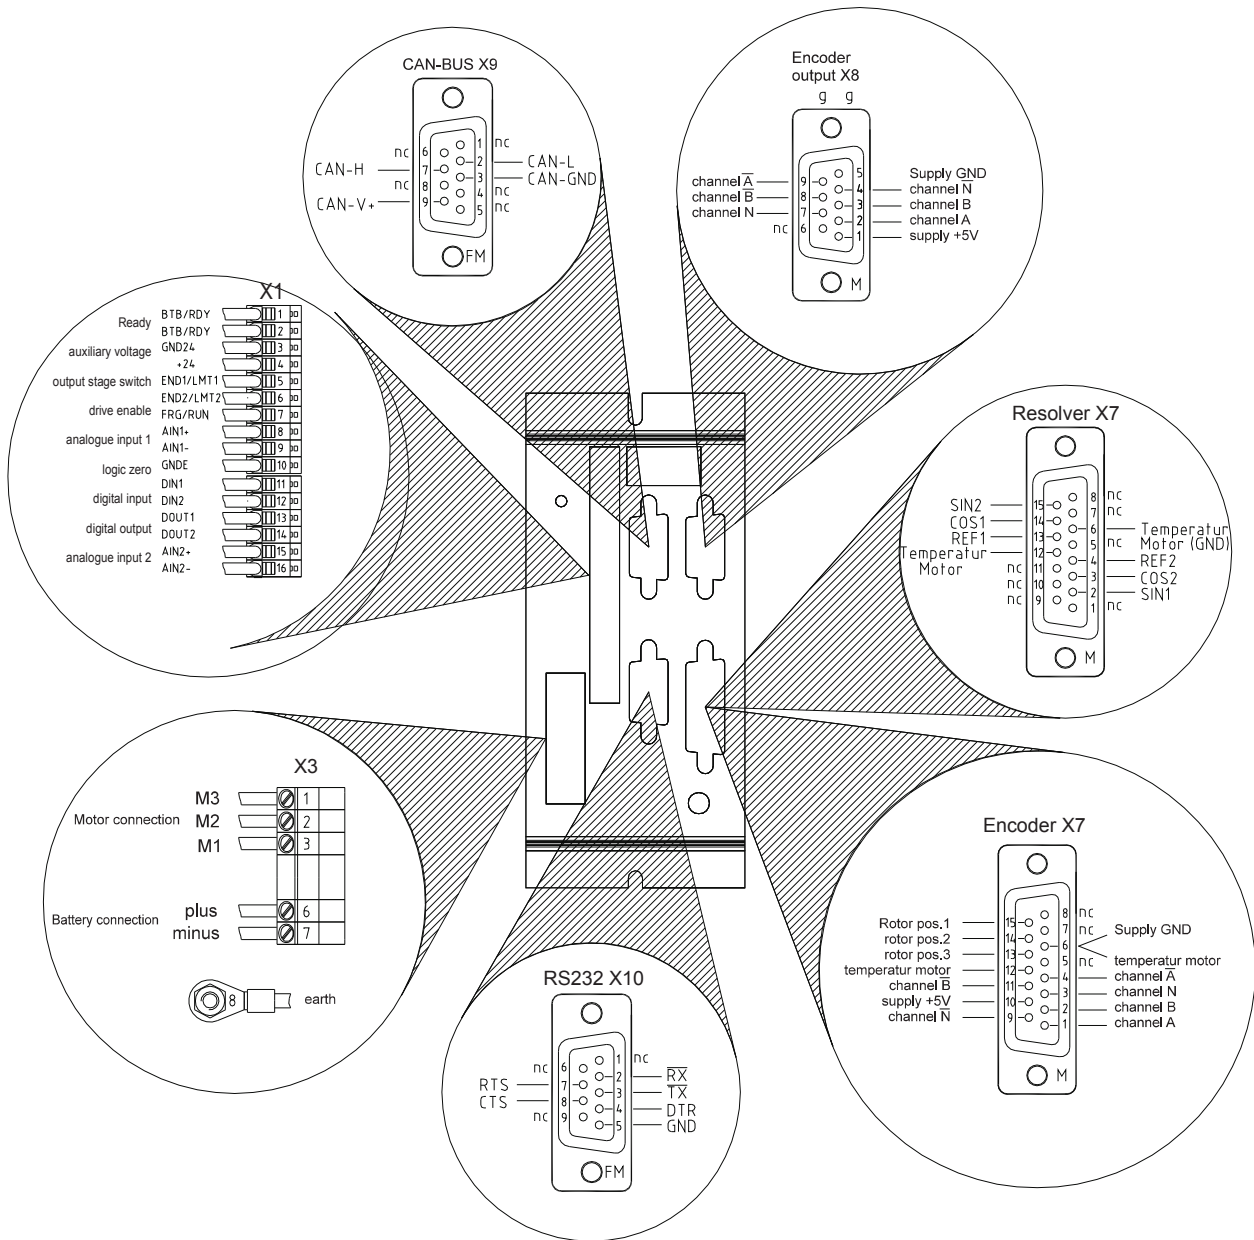 CAN-BUS X9
nc 6 1 nc
CAN-H 7 2 CAN-L
nc 8 3 CAN-GND
CAN-V+ 9 4 nc
5 nc
FM
Encoder
output X8
g g
channel A̅ 9 5 Supply GND
channel B̅ 8 4 channel N̅
channel N 7 3 channel B
nc 6 2 channel A
1 supply +5V
M
X1
Ready BTB/RDY 1
BTB/RDY 2
auxiliary voltage GND24 3
+24 4
output stage switch END1/LMT1 5
END2/LMT2 6
drive enable FRG/RUN 7
analogue input 1 AIN1+ 8
AIN1- 9
logic zero GNDE 10
digital input DIN1 11
DIN2 12
digital output DOUT1 13
DOUT2 14
analogue input 2 AIN2+ 15
AIN2- 16
Resolver X7
8 nc
SIN2 15 7 nc
COS1 14 6 Temperatur
REF1 13 5 nc Motor (GND)
Temperatur 12 4 REF2
Motor
nc 11 3 COS2
nc 10 2 SIN1
nc 9 1 nc
M
X3
M3 1
Motor connection M2 2
M1 3
Battery connection plus 6
minus 7
8 earth
Encoder X7
8 nc
Rotor pos.1 15 7 nc Supply GND
rotor pos.2 14 6
rotor pos.3 13 5 nc temperatur motor
temperatur motor 12 4 channel A̅
channel B̅ 11 3 channel N
supply +5V 10 2 channel B
channel N̅ 9 1 channel A
M
RS232 X10
nc 6 1 nc
RTS 7 2 R̅X̅
CTS 8 3 T̅X̅
nc 9 4 DTR
5 GND
FM